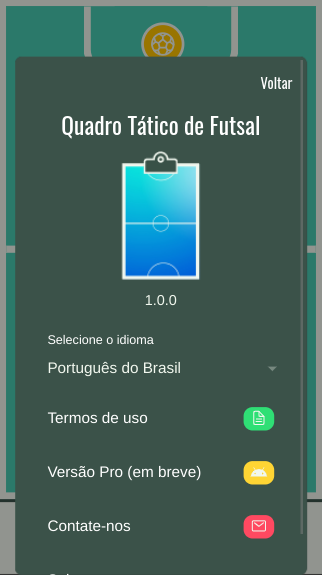 Voltar
Quadro Tático de Futsal
1.0.0
Selecione o idioma
Português do Brasil
Termos de uso
Versão Pro (em breve)
Contate-nos